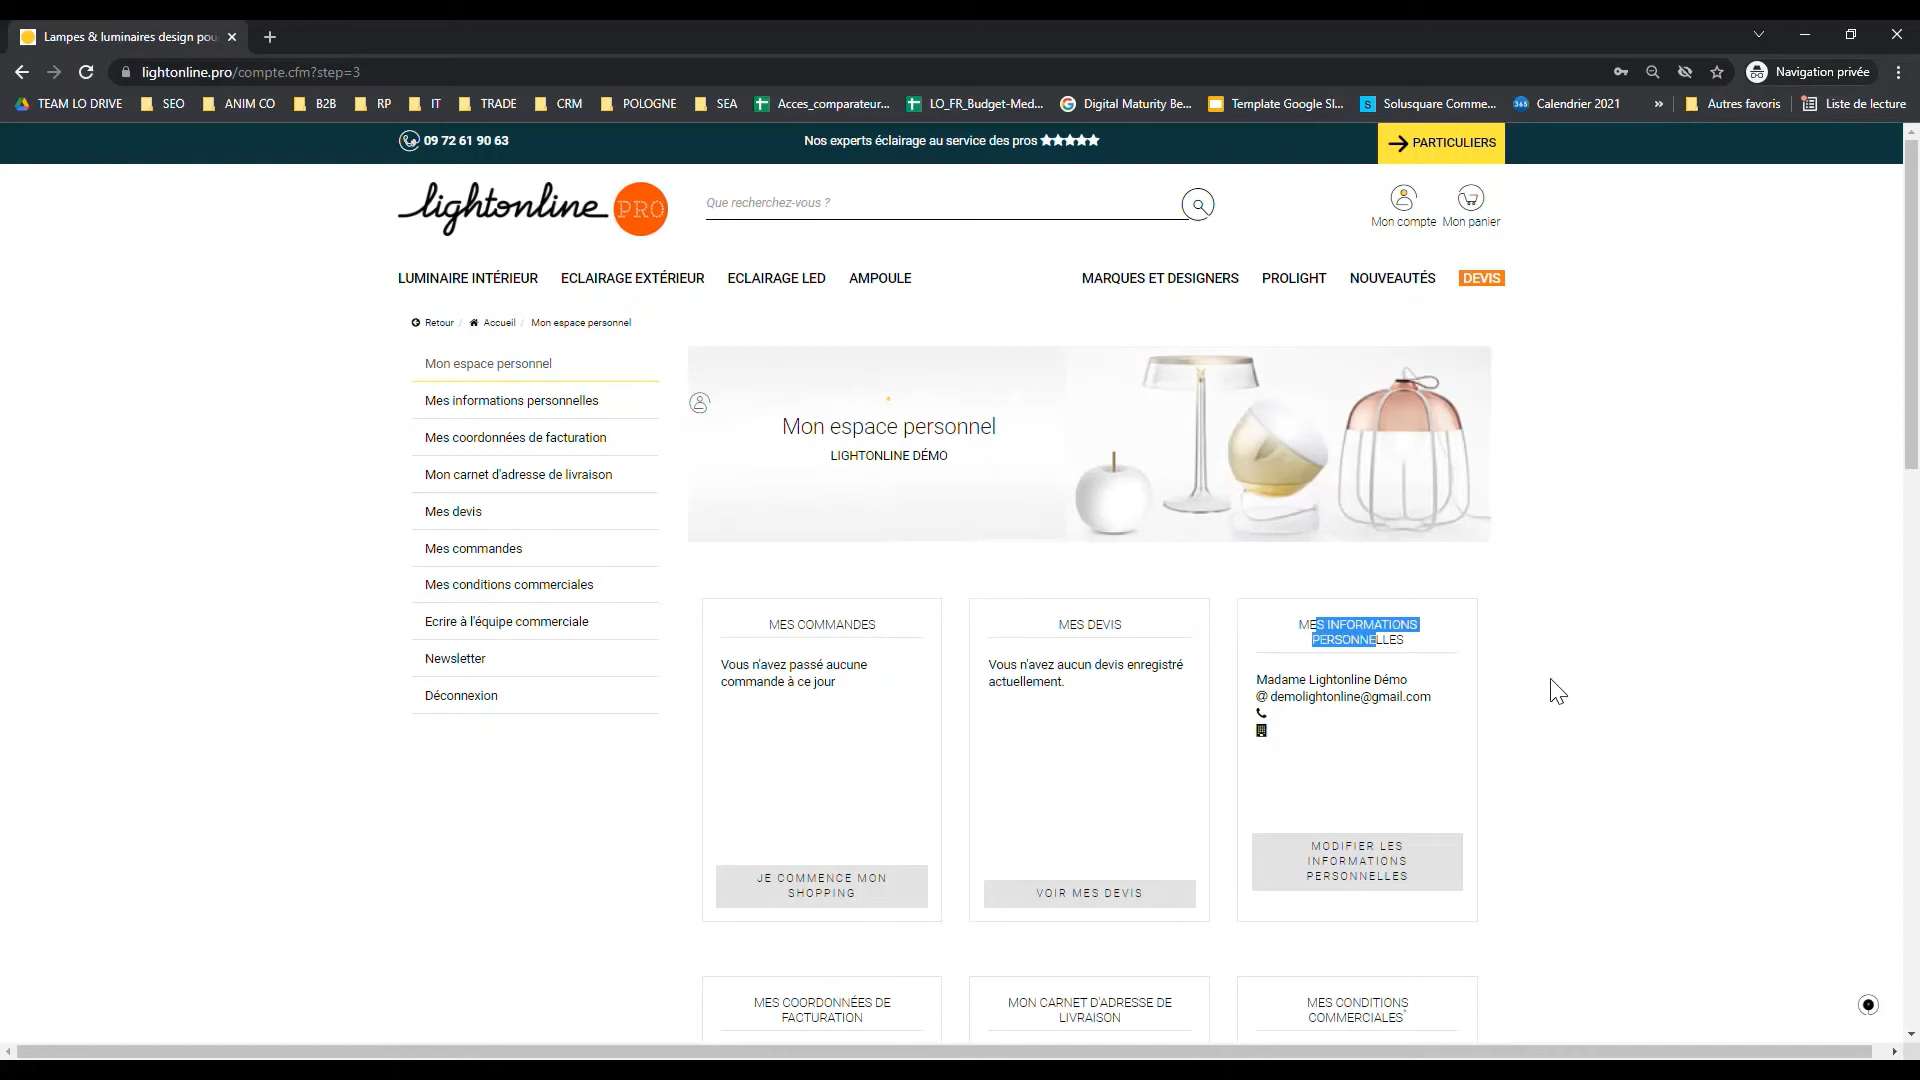 Lampes & luminaires design pou
lightonline.pro/compte.cfm?step=3
Navigation privée
TEAM LO DRIVE
SEO
ANIM CO
B2B
RP
IT
TRADE
CRM
POLOGNE
SEA
Acces_comparateur...
LO_FR_Budget-Med...
Digital Maturity Be...
Template Google Sl...
S
Solusquare Comme...
365
Calendrier 2021
»
Autres favoris
Liste de lecture
09 72 61 90 63
Nos experts éclairage au service des pros
PARTICULIERS
lightonline PRO
Que recherchez-vous ?
Mon compte
Mon panier
LUMINAIRE INTÉRIEUR
ECLAIRAGE EXTÉRIEUR
ECLAIRAGE LED
AMPOULE
MARQUES ET DESIGNERS
PROLIGHT
NOUVEAUTÉS
DEVIS
Retour / Accueil / Mon espace personnel
Mon espace personnel
Mes informations personnelles
Mes coordonnées de facturation
Mon carnet d'adresse de livraison
Mes devis
Mes commandes
Mes conditions commerciales
Ecrire à l'équipe commerciale
Newsletter
Déconnexion
Mon espace personnel
LIGHTONLINE DÉMO
MES COMMANDES
Vous n'avez passé aucune
commande à ce jour
JE COMMENCE MON
SHOPPING
MES DEVIS
Vous n'avez aucun devis enregistré
actuellement.
VOIR MES DEVIS
MES INFORMATIONS
PERSONNELLES
Madame Lightonline Démo
@ demolightonline@gmail.com
MODIFIER LES
INFORMATIONS
PERSONNELLES
MES COORDONNÉES DE
FACTURATION
MON CARNET D'ADRESSE DE
LIVRAISON
MES CONDITIONS
COMMERCIALES*